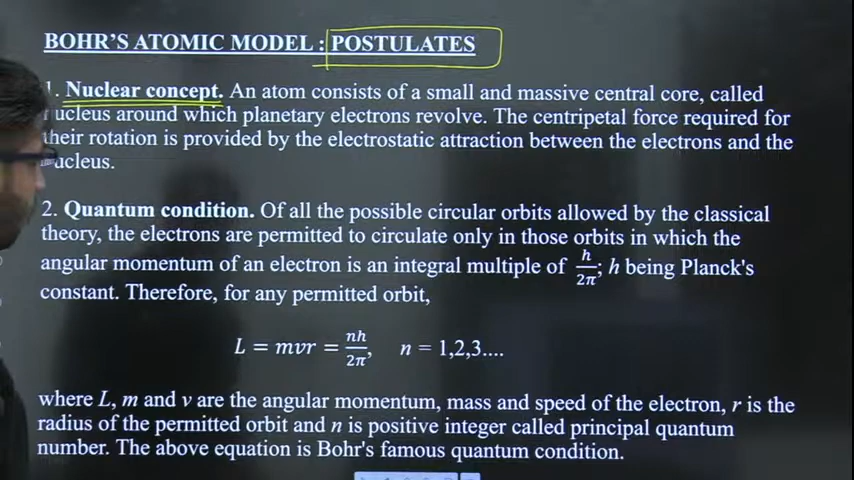 BOHR'S ATOMIC MODEL : POSTULATES
1. Nuclear concept. An atom consists of a small and massive central core, called
ucleus around which planetary electrons revolve. The centripetal force required for
their rotation is provided by the electrostatic attraction between the electrons and the
nucleus.
2. Quantum condition. Of all the possible circular orbits allowed by the classical
theory, the electrons are permitted to circulate only in those orbits in which the
angular momentum of an electron is an integral multiple of h/2π; h being Planck's
constant. Therefore, for any permitted orbit,
L = mvr = nh/2π, n = 1,2,3....
where L, m and v are the angular momentum, mass and speed of the electron, r is the
radius of the permitted orbit and n is positive integer called principal quantum
number. The above equation is Bohr's famous quantum condition.